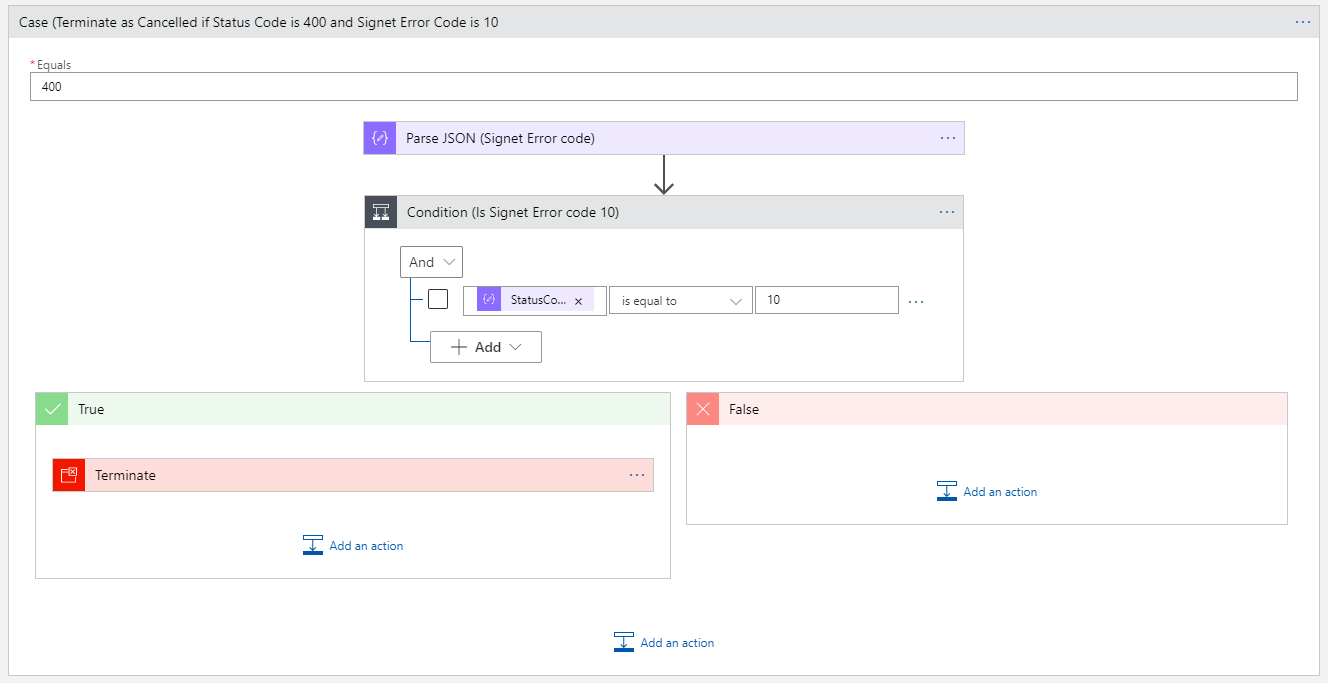 Case (Terminate as Cancelled if Status Code is 400 and Signet Error Code is 10
* Equals
400
Parse JSON (Signet Error code)
Condition (Is Signet Error code 10)
And
StatusCo... × is equal to 10
Add
True
False
Terminate
Add an action
Add an action
Add an action